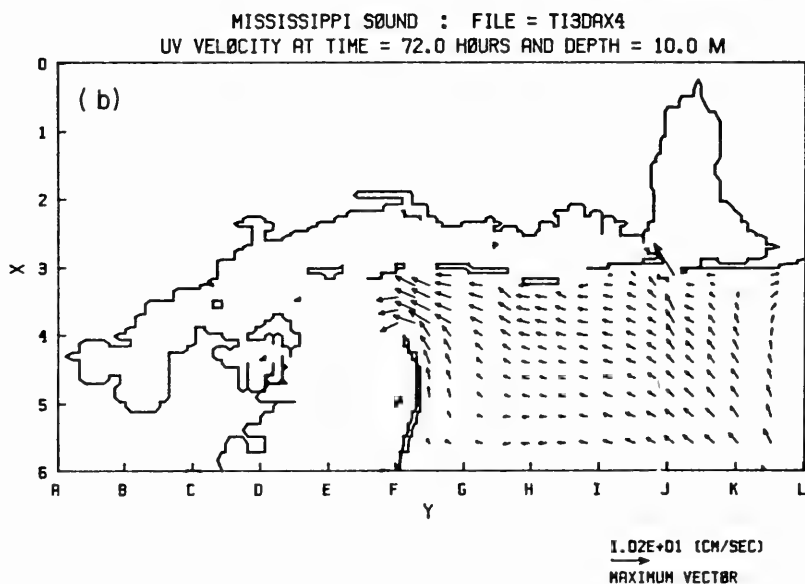 MISSISSIPPI SØUND : FILE = TI3DAX4
UV VELØCITY AT TIME = 72.0 HØURS AND DEPTH = 10.0 M
(b)
0
1
2
3
4
5
6
X
A B C D E F G H I J K L
Y
1.02E+01 (CM/SEC)
MAXIMUM VECTØR